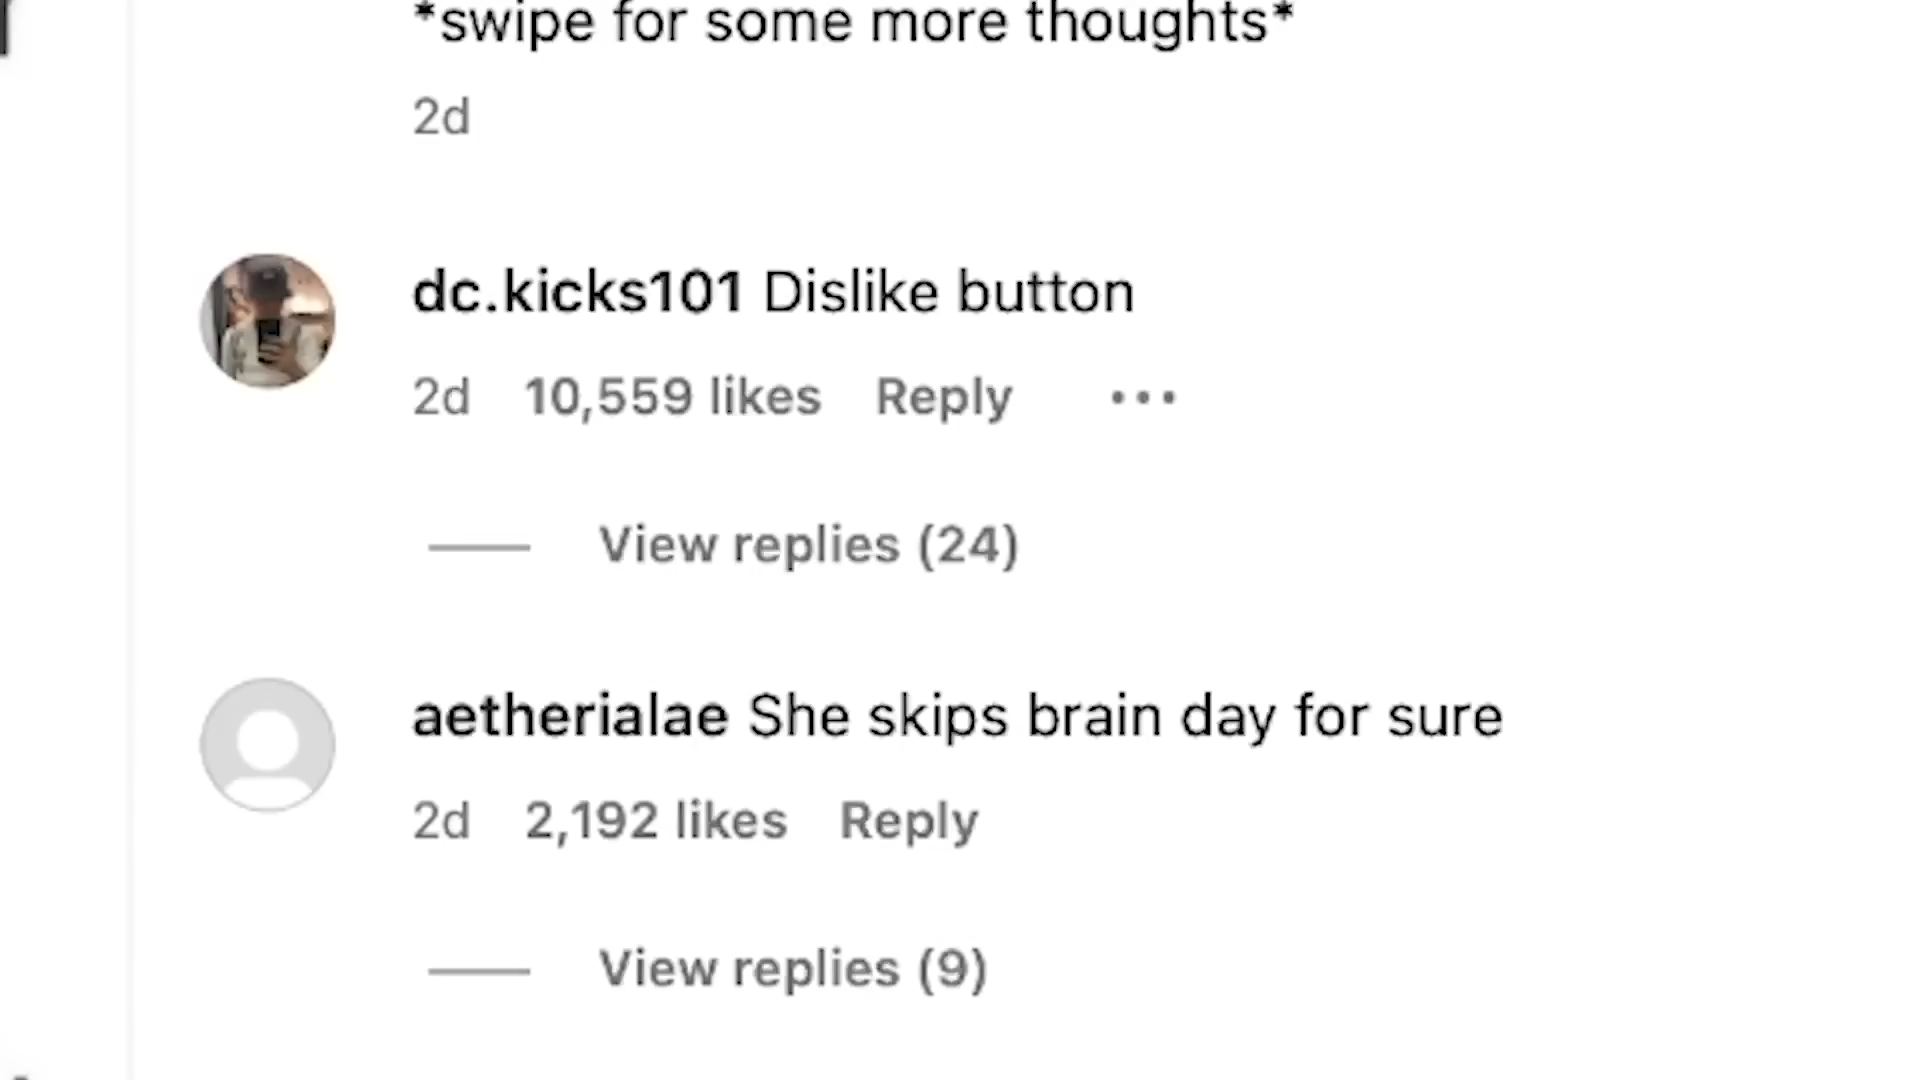 *swipe for some more thoughts*
2d
dc.kicks101 Dislike button
2d 10,559 likes Reply ...
View replies (24)
aetherialae She skips brain day for sure
2d 2,192 likes Reply
View replies (9)